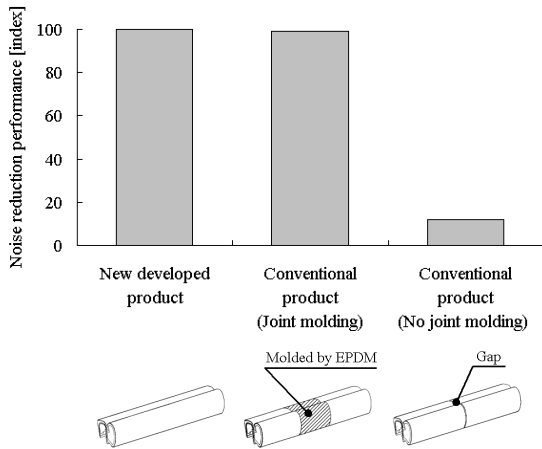 Noise reduction performance [index]
100
80
60
40
20
0
New developed
product
Conventional
product
(Joint molding)
Conventional
product
(No joint molding)
Molded by EPDM
Gap